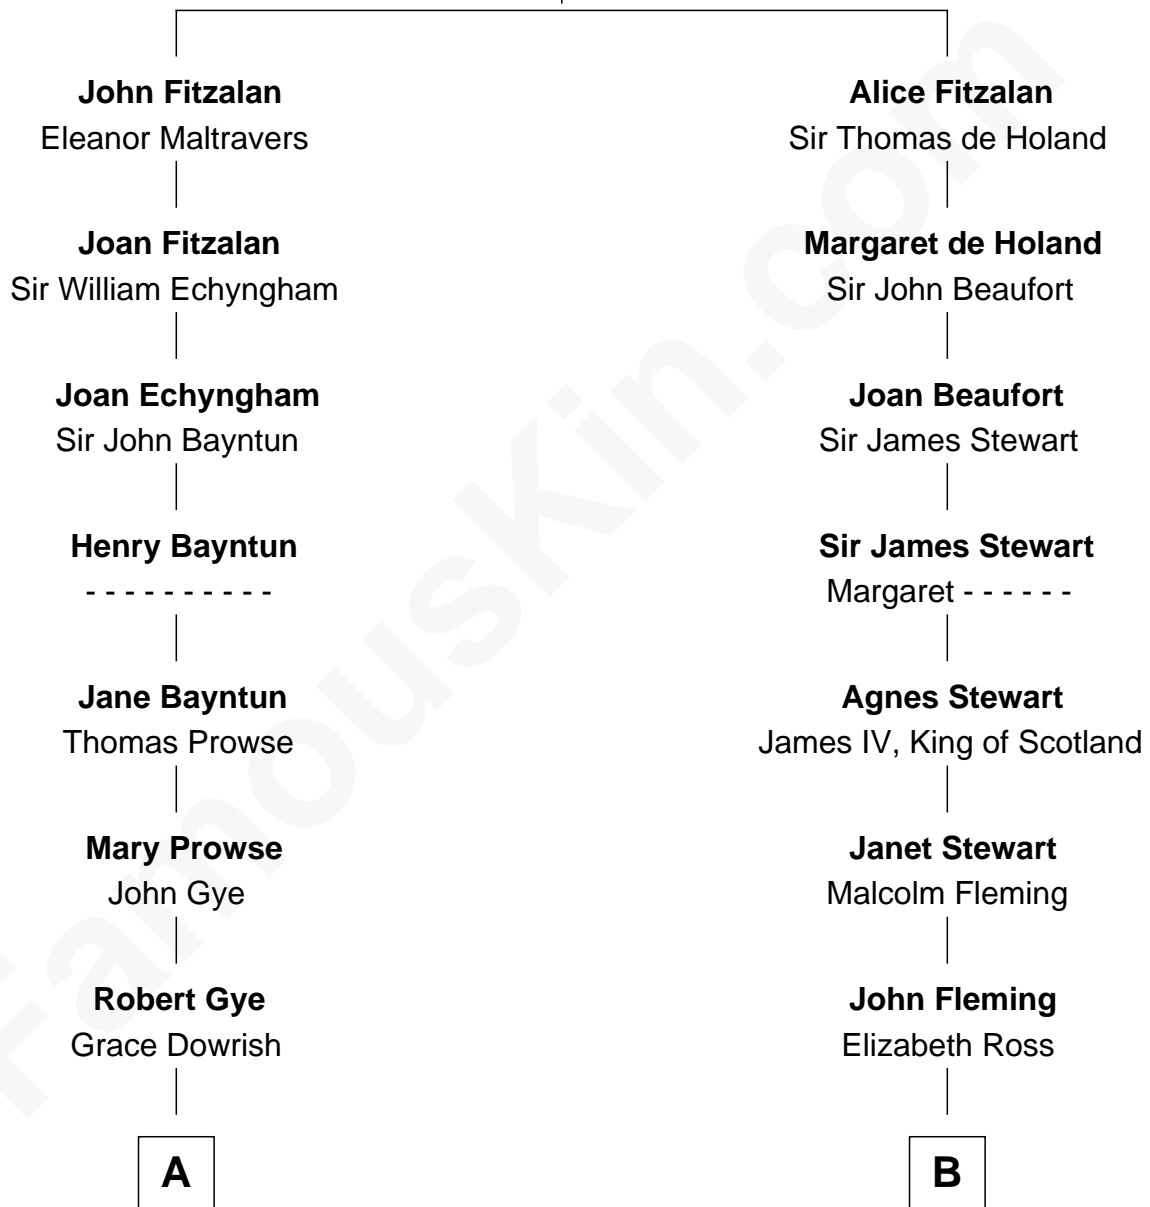 John Fitzalan
Eleanor Maltravers
Joan Fitzalan
Sir William Echyngham
Joan Echyngham
Sir John Bayntun
Henry Bayntun
- - - - - - - - - -
Jane Bayntun
Thomas Prowse
Mary Prowse
John Gye
Robert Gye
Grace Dowrish
A
Alice Fitzalan
Sir Thomas de Holand
Margaret de Holand
Sir John Beaufort
Joan Beaufort
Sir James Stewart
Sir James Stewart
Margaret - - - - - -
Agnes Stewart
James IV, King of Scotland
Janet Stewart
Malcolm Fleming
John Fleming
Elizabeth Ross
B
FamousKin.com